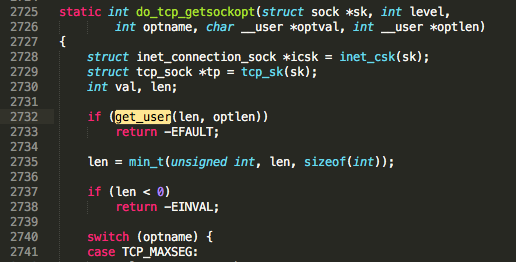 2725 static int do_tcp_getsockopt(struct sock *sk, int level,
2726 int optname, char __user *optval, int __user *optlen)
2727 {
2728 struct inet_connection_sock *icsk = inet_csk(sk);
2729 struct tcp_sock *tp = tcp_sk(sk);
2730 int val, len;
2731
2732 if (get_user(len, optlen))
2733 return -EFAULT;
2734
2735 len = min_t(unsigned int, len, sizeof(int));
2736
2737 if (len < 0)
2738 return -EINVAL;
2739
2740 switch (optname) {
2741 case TCP_MAXSEG: